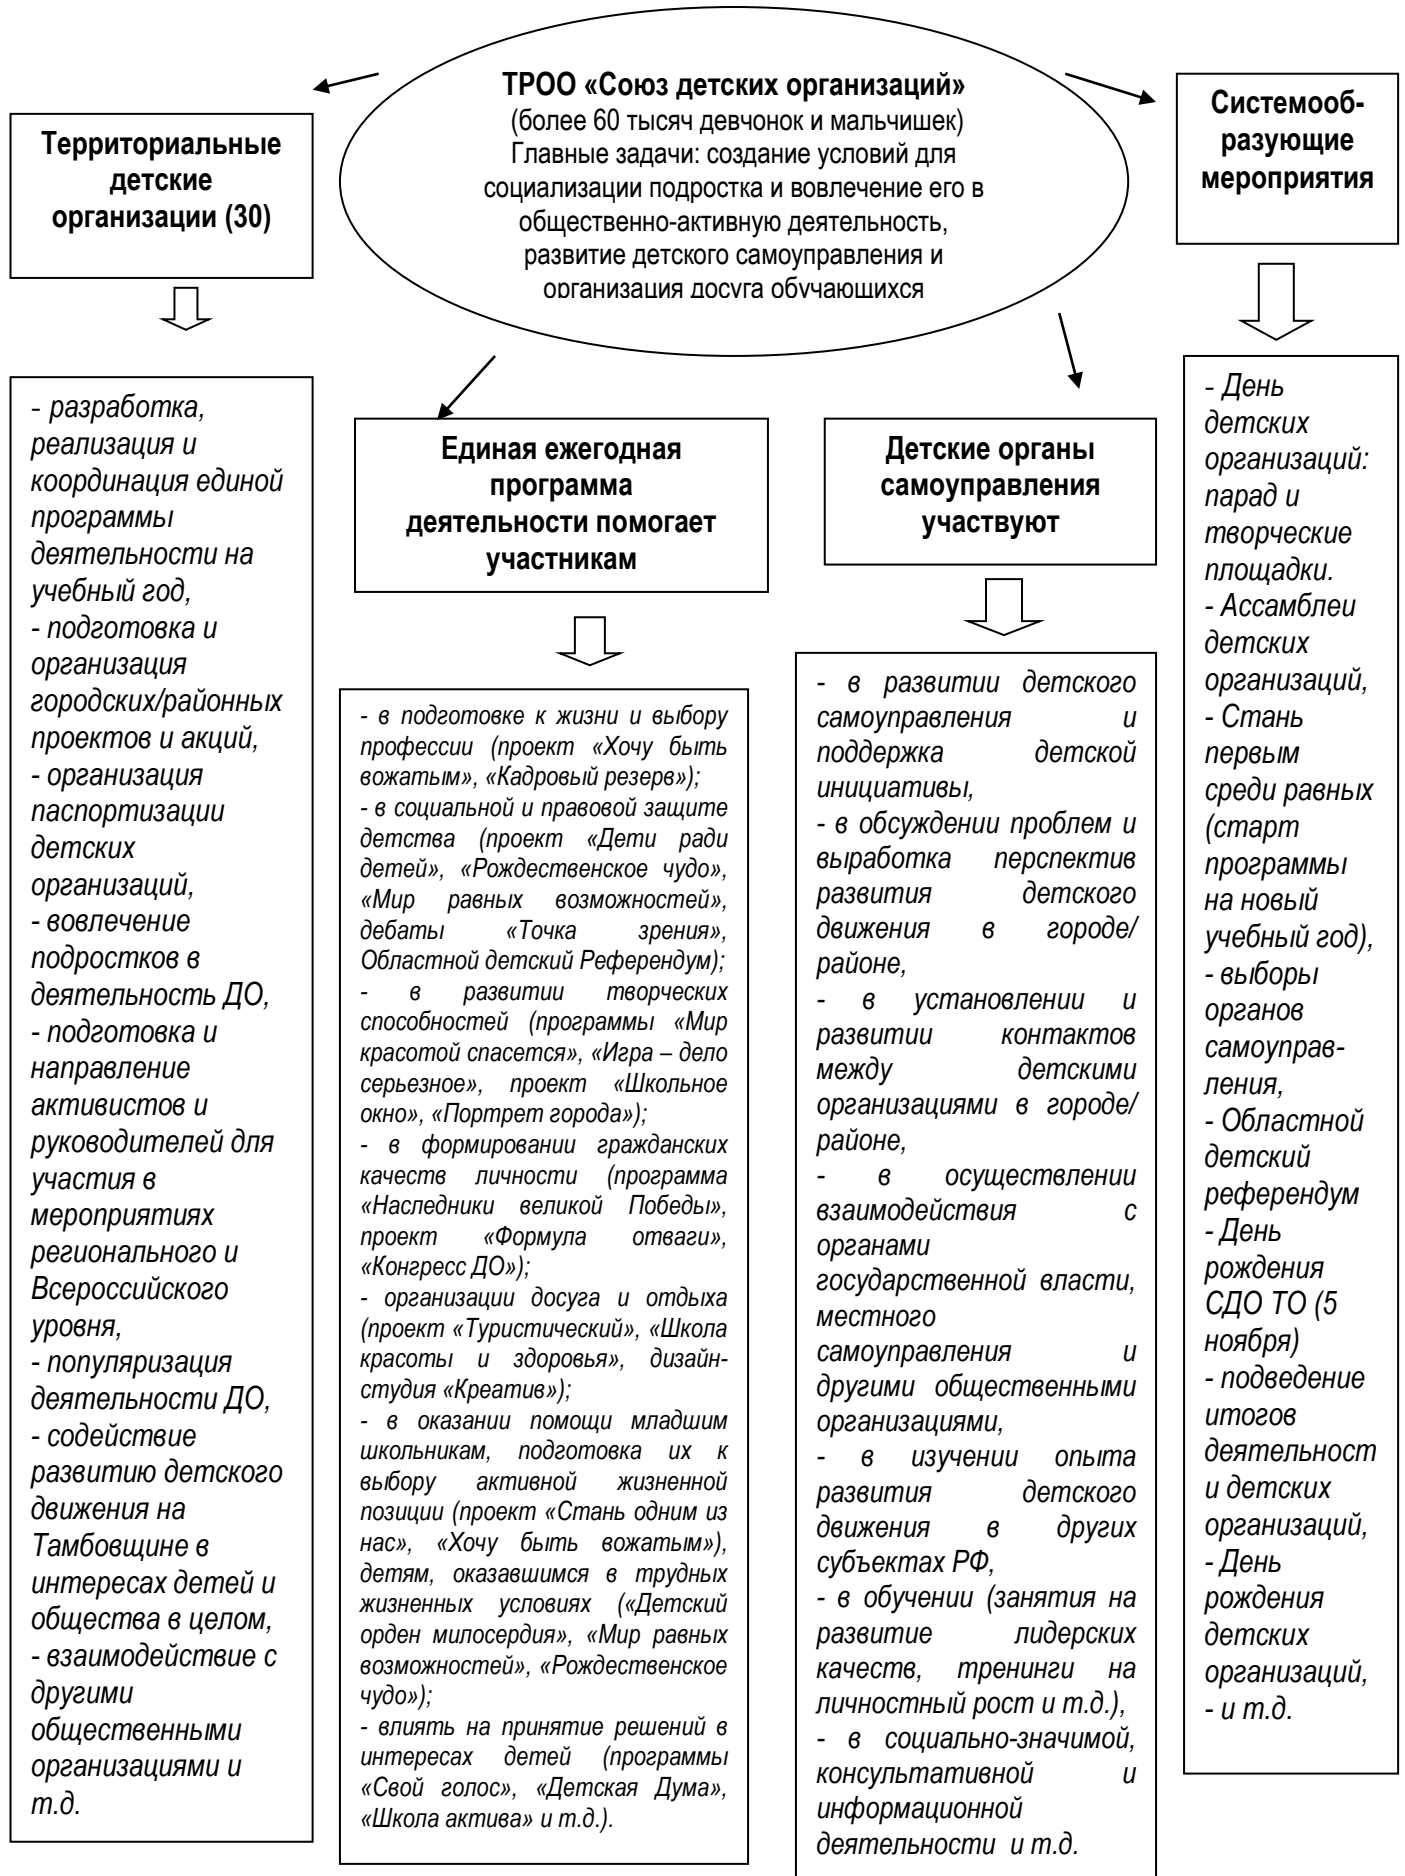 ТРОО «Союз детских организаций»
(более 60 тысяч девчонок и мальчишек)
Главные задачи: создание условий для
социализации подростка и вовлечение его в
общественно-активную деятельность,
развитие детского самоуправления и
организация досуга обучающихся
Территориальные
детские
организации (30)
- разработка,
реализация и
координация единой
программы
деятельности на
учебный год,
- подготовка и
организация
городских/районных
проектов и акций,
- организация
паспортизации
детских
организаций,
- вовлечение
подростков в
деятельность ДО,
- подготовка и
направление
активистов и
руководителей для
участия в
мероприятиях
регионального и
Всероссийского
уровня,
- популяризация
деятельности ДО,
- содействие
развитию детского
движения на
Тамбовщине в
интересах детей и
общества в целом,
- взаимодействие с
другими
общественными
организациями и
т.д.
Единая ежегодная
программа
деятельности помогает
участникам
- в подготовке к жизни и выбору
профессии (проект «Хочу быть
вожатым», «Кадровый резерв»);
- в социальной и правовой защите
детства (проект «Дети ради
детей», «Рождественское чудо»,
«Мир равных возможностей»,
дебаты «Точка зрения»,
Областной детский Референдум);
- в развитии творческих
способностей (программы «Мир
красотой спасется», «Игра – дело
серьезное», проект «Школьное
окно», «Портрет города»);
- в формировании гражданских
качеств личности (программа
«Наследники великой Победы»,
проект «Формула отваги»,
«Конгресс ДО»);
- организации досуга и отдыха
(проект «Туристический», «Школа
красоты и здоровья», дизайн-
студия «Креатив»);
- в оказании помощи младшим
школьникам, подготовка их к
выбору активной жизненной
позиции (проект «Стань одним из
нас», «Хочу быть вожатым»),
детям, оказавшимся в трудных
жизненных условиях («Детский
орден милосердия», «Мир равных
возможностей», «Рождественское
чудо»);
- влиять на принятие решений в
интересах детей (программы
«Свой голос», «Детская Дума»,
«Школа актива» и т.д.).
Детские органы
самоуправления
участвуют
- в развитии детского
самоуправления и
поддержка детской
инициативы,
- в обсуждении проблем и
выработка перспектив
развития детского
движения в городе/
районе,
- в установлении и
развитии контактов
между детскими
организациями в городе/
районе,
- в осуществлении
взаимодействия с
органами
государственной власти,
местного
самоуправления и
другими общественными
организациями,
- в изучении опыта
развития детского
движения в других
субъектах РФ,
- в обучении (занятия на
развитие лидерских
качеств, тренинги на
личностный рост и т.д.),
- в социально-значимой,
консультативной и
информационной
деятельности и т.д.
Системооб-
разующие
мероприятия
- День
детских
организаций:
парад и
творческие
площадки.
- Ассамблеи
детских
организаций,
- Стань
первым
среди равных
(старт
программы
на новый
учебный год),
- выборы
органов
самоуправ-
ления,
- Областной
детский
референдум
- День
рождения
СДО ТО (5
ноября)
- подведение
итогов
деятельност
и детских
организаций,
- День
рождения
детских
организаций,
- и т.д.